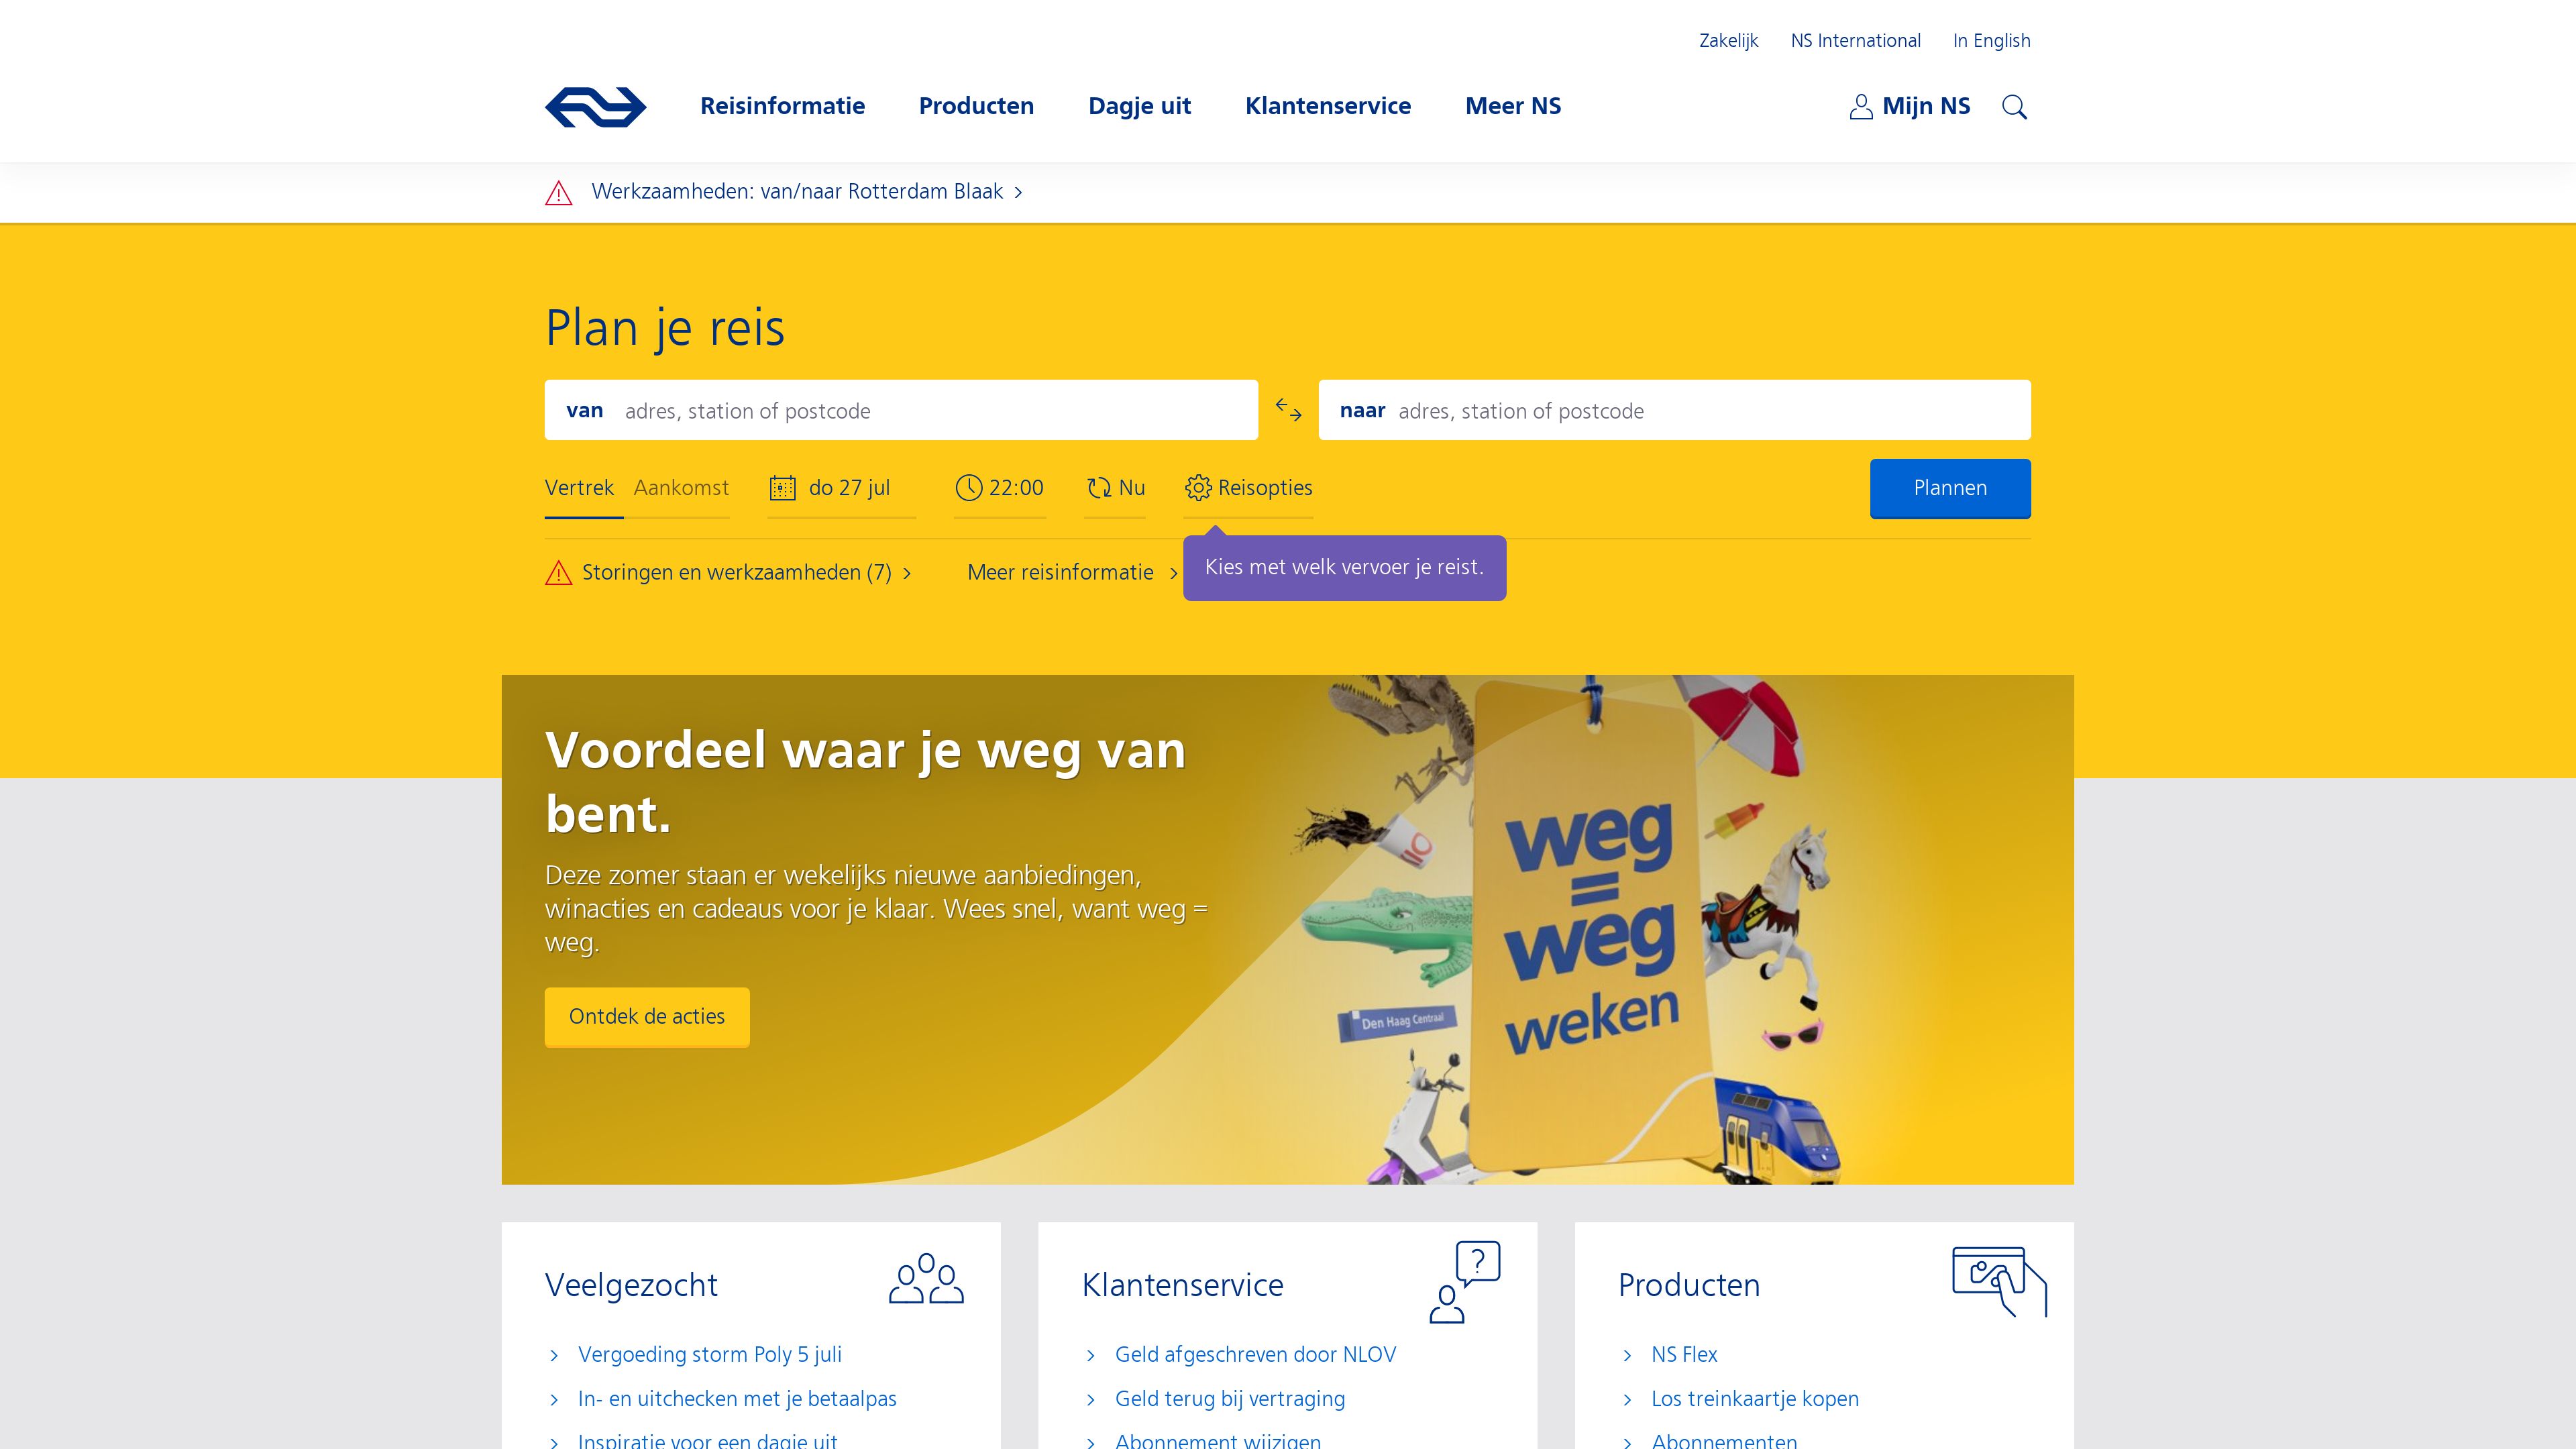 Zakelijk NS International In English
Reisinformatie Producten Dagje uit Klantenservice Meer NS Mijn NS
Werkzaamheden: van/naar Rotterdam Blaak
Plan je reis
van adres, station of postcode naar adres, station of postcode
Vertrek Aankomst do 27 jul 22:00 Nu Reisopties Plannen
Storingen en werkzaamheden (7) Meer reisinformatie Kies met welk vervoer je reist.
Voordeel waar je weg van
bent.
Deze zomer staan er wekelijks nieuwe aanbiedingen,
winacties en cadeaus voor je klaar. Wees snel, want weg =
weg.
Ontdek de acties
weg
=
weg
weken
Den Haag Centraal
Veelgezocht
Vergoeding storm Poly 5 juli
In- en uitchecken met je betaalpas
Inspiratie voor een dagje uit
Klantenservice
Geld afgeschreven door NLOV
Geld terug bij vertraging
Abonnement wijzigen
Producten
NS Flex
Los treinkaartje kopen
Abonnementen